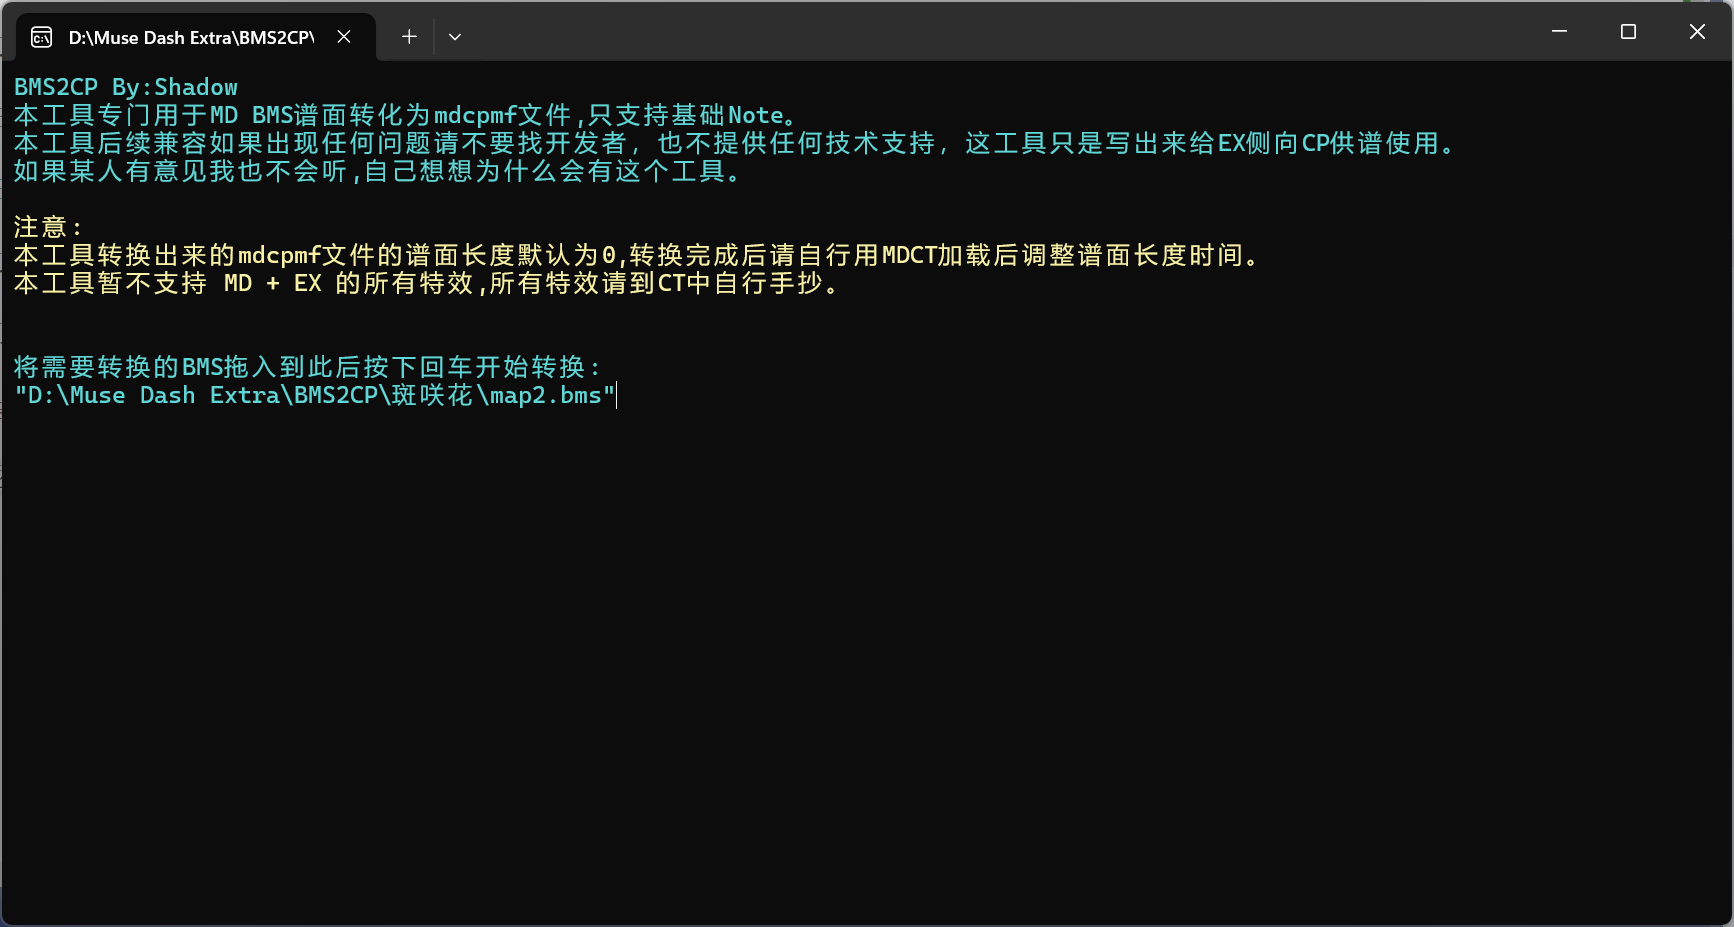 D:\Muse Dash Extra\BMS2CP\
BMS2CP By:Shadow
本工具专门用于MD BMS谱面转化为mdcpmf文件,只支持基础Note。
本工具后续兼容如果出现任何问题请不要找开发者，也不提供任何技术支持，这工具只是写出来给EX侧向CP供谱使用。
如果某人有意见我也不会听,自己想想为什么会有这个工具。
注意:
本工具转换出来的mdcpmf文件的谱面长度默认为0,转换完成后请自行用MDCT加载后调整谱面长度时间。
本工具暂不支持 MD + EX 的所有特效,所有特效请到CT中自行手抄。
将需要转换的BMS拖入到此后按下回车开始转换:
"D:\Muse Dash Extra\BMS2CP\斑咲花\map2.bms"